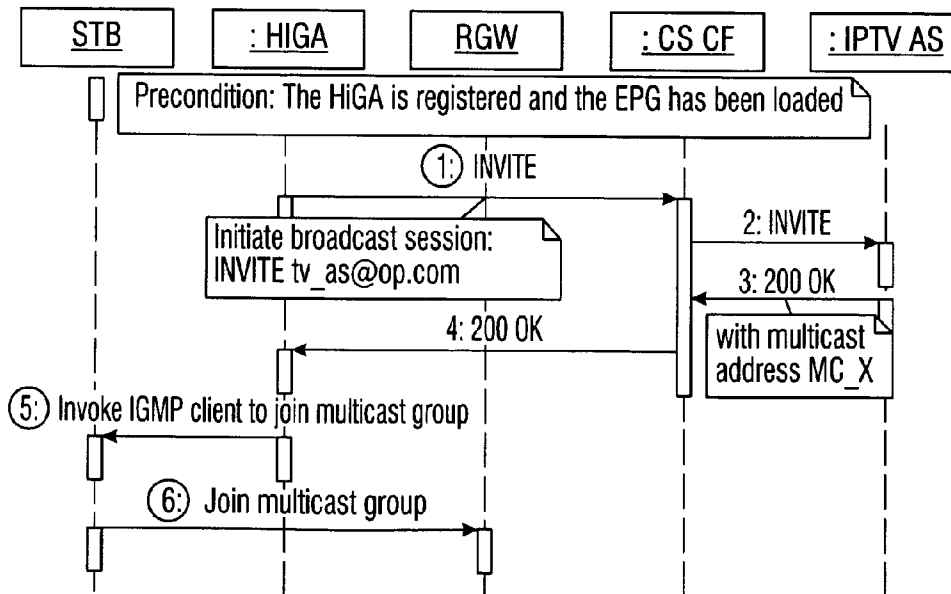 STB
: HIGA
RGW
: CS CF
: IPTV AS
Precondition: The HiGA is registered and the EPG has been loaded
1: INVITE
Initiate broadcast session:
INVITE tv_as@op.com
2: INVITE
3: 200 OK
with multicast
address MC_X
4: 200 OK
5: Invoke IGMP client to join multicast group
6: Join multicast group